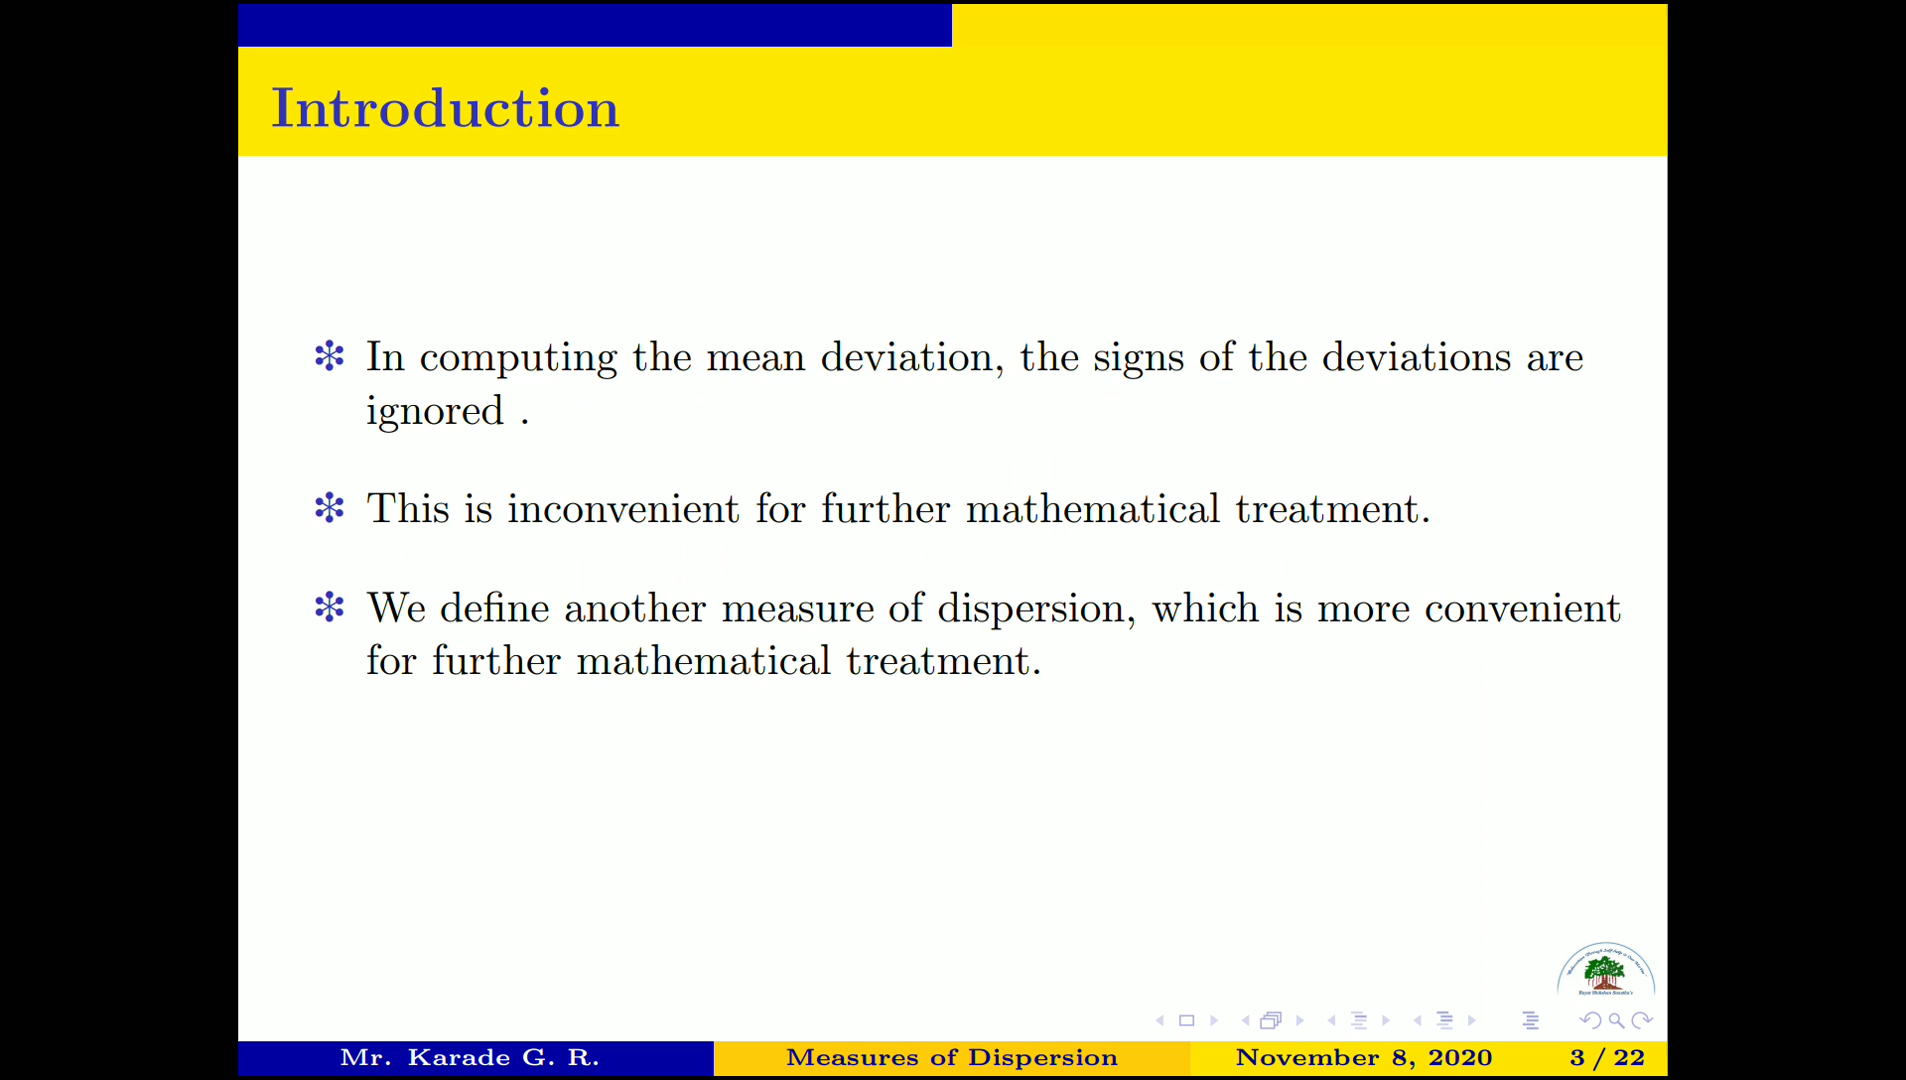 Introduction
In computing the mean deviation, the signs of the deviations are
ignored .
This is inconvenient for further mathematical treatment.
We define another measure of dispersion, which is more convenient
for further mathematical treatment.
Mr. Karade G. R.
Measures of Dispersion
November 8, 2020
3 / 22